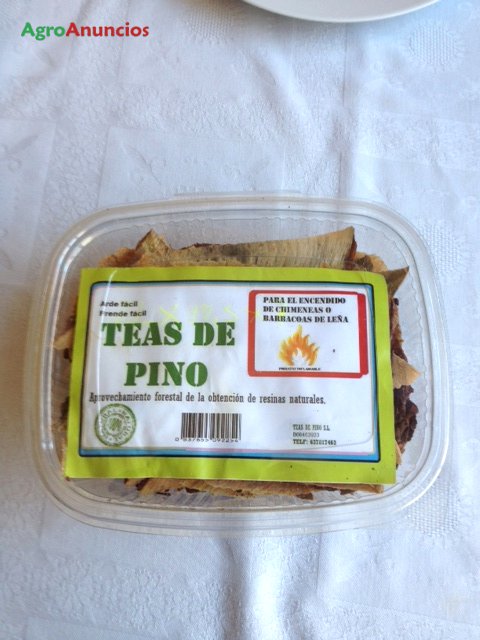 AgroAnuncios
Arde fácil
Prende fácil
TEAS DE
PINO
PARA EL ENCENDIDO
DE CHIMENEAS O
BARBACOAS DE LEÑA
Aprovechamiento forestal de la obtención de resinas naturales.
TEAS DE PINO S.L